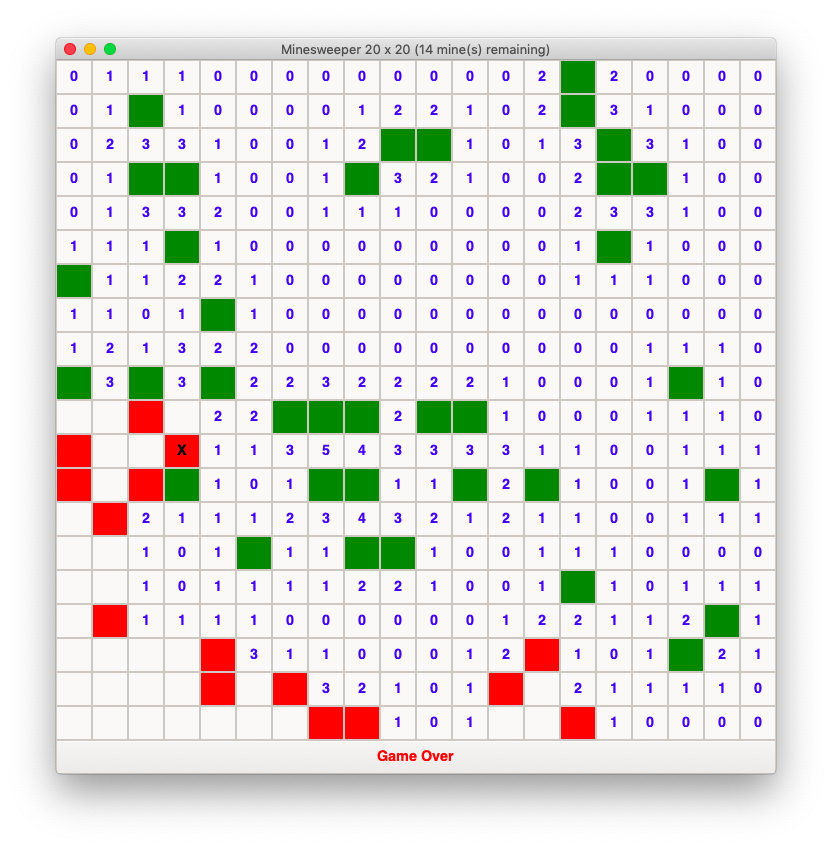 Minesweeper 20 x 20 (14 mine(s) remaining)
0 1 1 1 0 0 0 0 0 0 0 0 0 2 2 0 0 0 0
0 1 1 0 0 0 0 1 2 2 1 0 2 3 1 0 0 0
0 2 3 3 1 0 0 1 2 1 0 1 3 3 1 0 0
0 1 1 0 0 1 3 2 1 0 0 2 1 0 0
0 1 3 3 2 0 0 1 1 1 0 0 0 0 2 3 3 1 0 0
1 1 1 1 0 0 0 0 0 0 0 0 0 1 1 0 0 0
1 1 2 2 1 0 0 0 0 0 0 0 0 1 1 1 0 0 0
1 1 0 1 1 0 0 0 0 0 0 0 0 0 0 0 0 0 0
1 2 1 3 2 2 0 0 0 0 0 0 0 0 0 0 1 1 1 0
3 3 2 2 3 2 2 2 2 1 0 0 0 1 1 0
2 2 2 1 0 0 0 1 1 1 0
X 1 1 3 5 4 3 3 3 3 1 1 0 0 1 1 1
1 0 1 1 1 2 1 0 0 1 1
2 1 1 1 2 3 4 3 2 1 2 1 1 0 0 1 1 1
1 0 1 1 1 1 0 0 1 1 1 0 0 0 0
1 0 1 1 1 1 2 2 1 0 0 1 1 0 1 1 1
1 1 1 1 0 0 0 0 0 0 1 2 2 1 1 2 1
3 1 1 0 0 0 1 2 1 0 1 2 1
3 2 1 0 1 2 1 1 1 1 0
1 0 1 1 0 0 0 0
Game Over